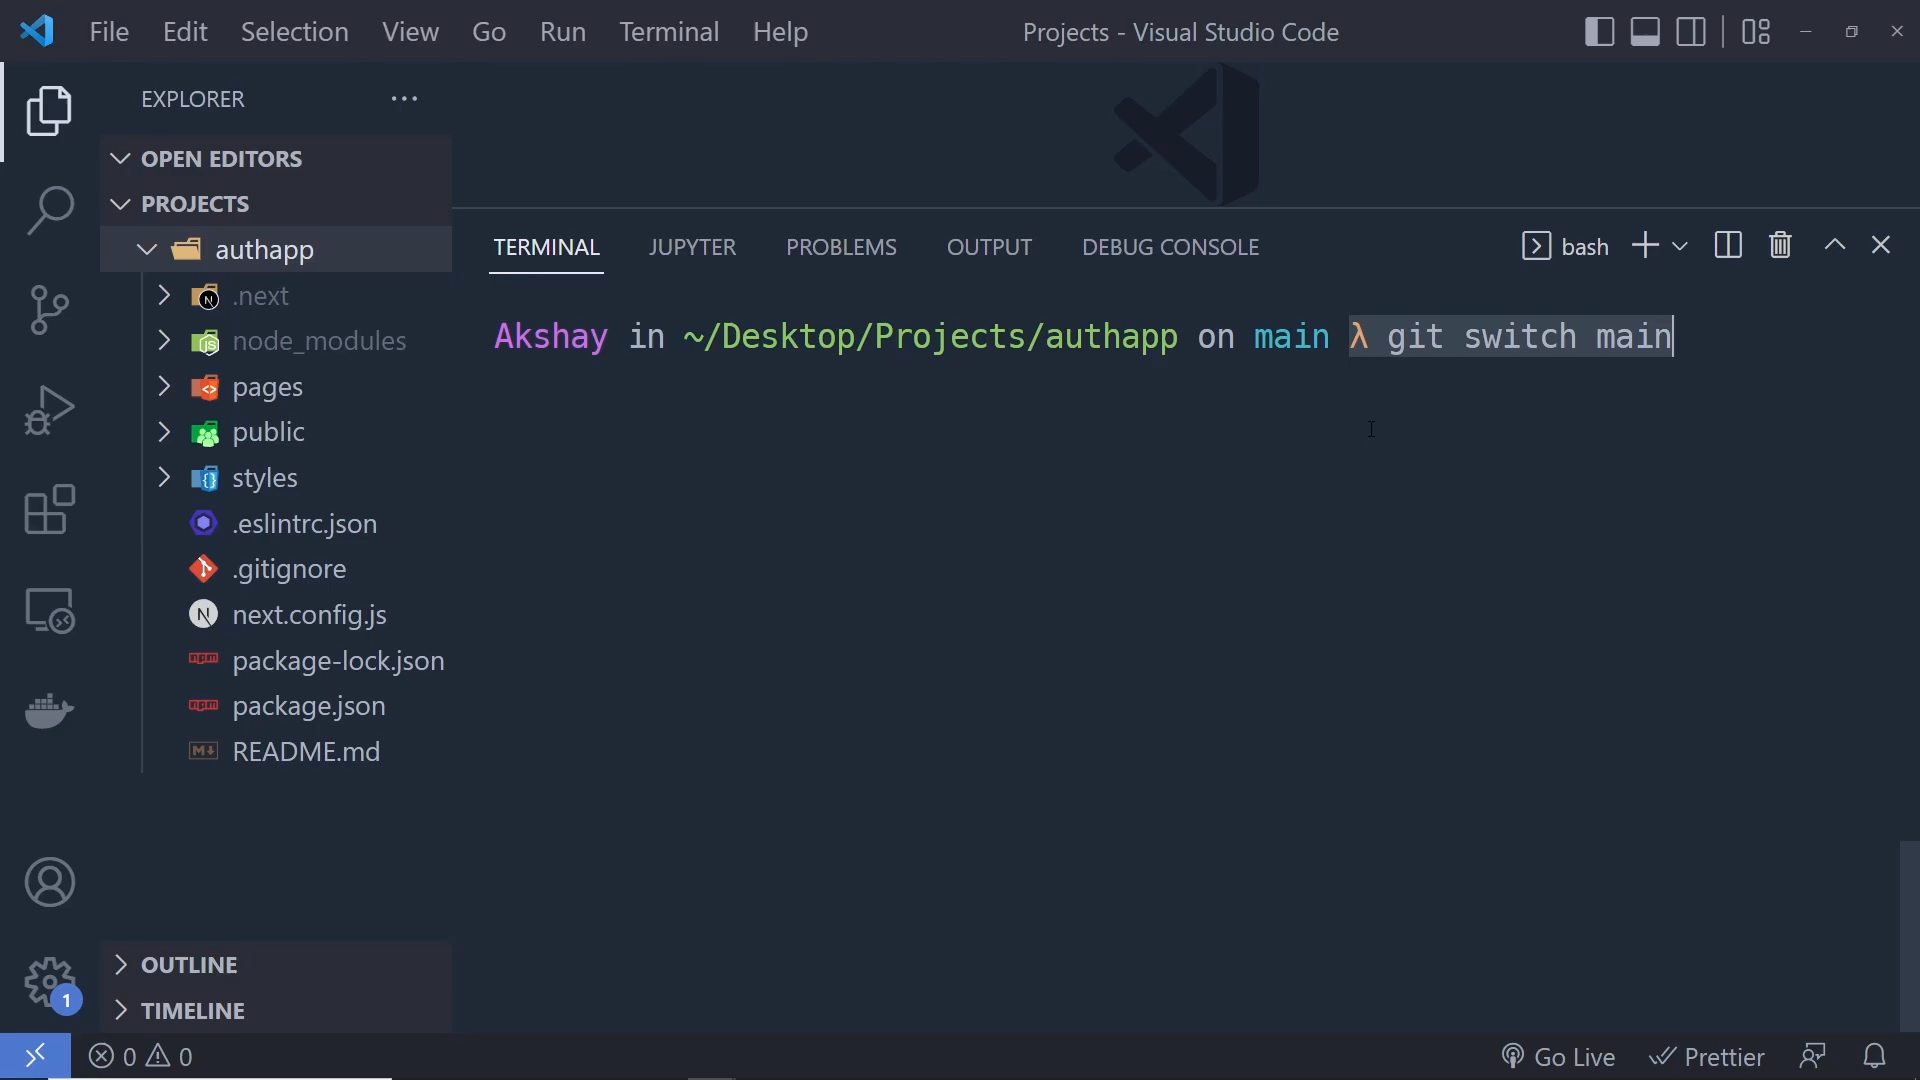 File Edit Selection View Go Run Terminal Help Projects - Visual Studio Code
EXPLORER
OPEN EDITORS
PROJECTS
authapp
.next
node_modules
pages
public
styles
.eslintrc.json
.gitignore
next.config.js
package-lock.json
package.json
README.md
OUTLINE
TIMELINE
TERMINAL JUPYTER PROBLEMS OUTPUT DEBUG CONSOLE bash
Akshay in ~/Desktop/Projects/authapp on main λ git switch main
1
0 0 Go Live Prettier